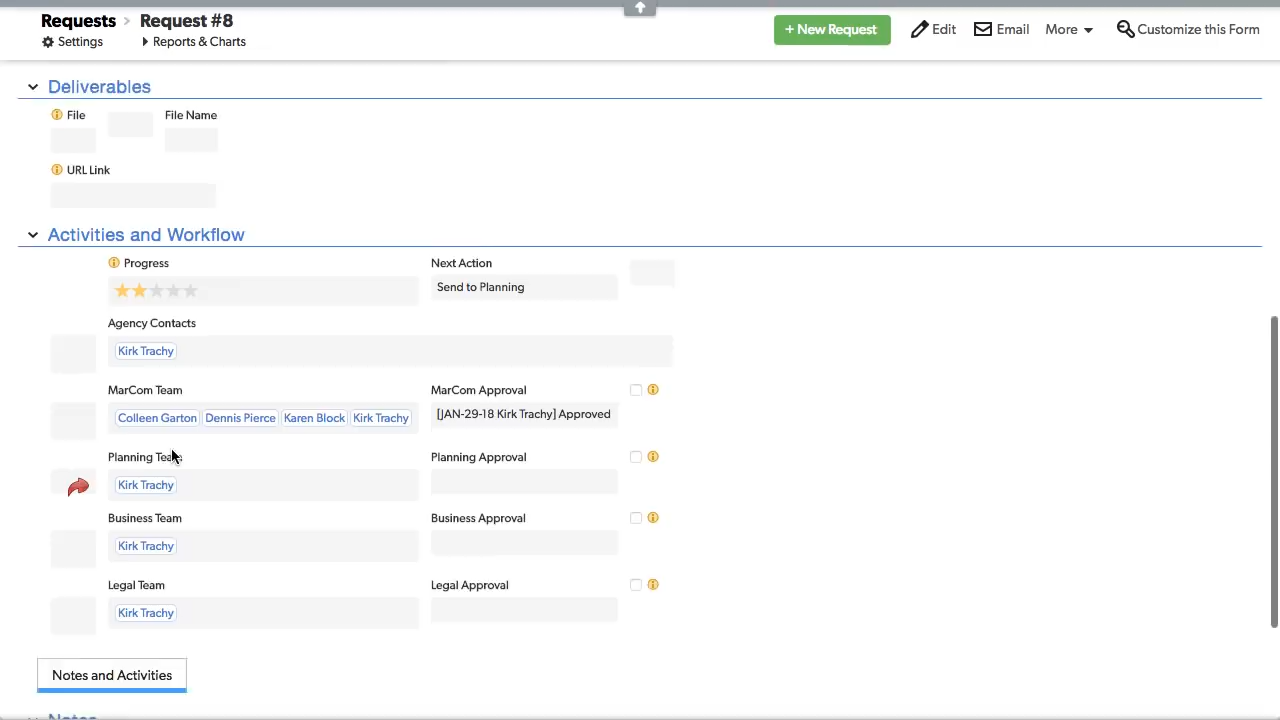 Requests > Request #8
Settings Reports & Charts
+ New Request Edit Email More Customize this Form
Deliverables
File File Name
URL Link
Activities and Workflow
Progress Next Action
Send to Planning
Agency Contacts
Kirk Trachy
MarCom Team MarCom Approval
Colleen Garton Dennis Pierce Karen Block Kirk Trachy [JAN-29-18 Kirk Trachy] Approved
Planning Team Planning Approval
Kirk Trachy
Business Team Business Approval
Kirk Trachy
Legal Team Legal Approval
Kirk Trachy
Notes and Activities
Notes